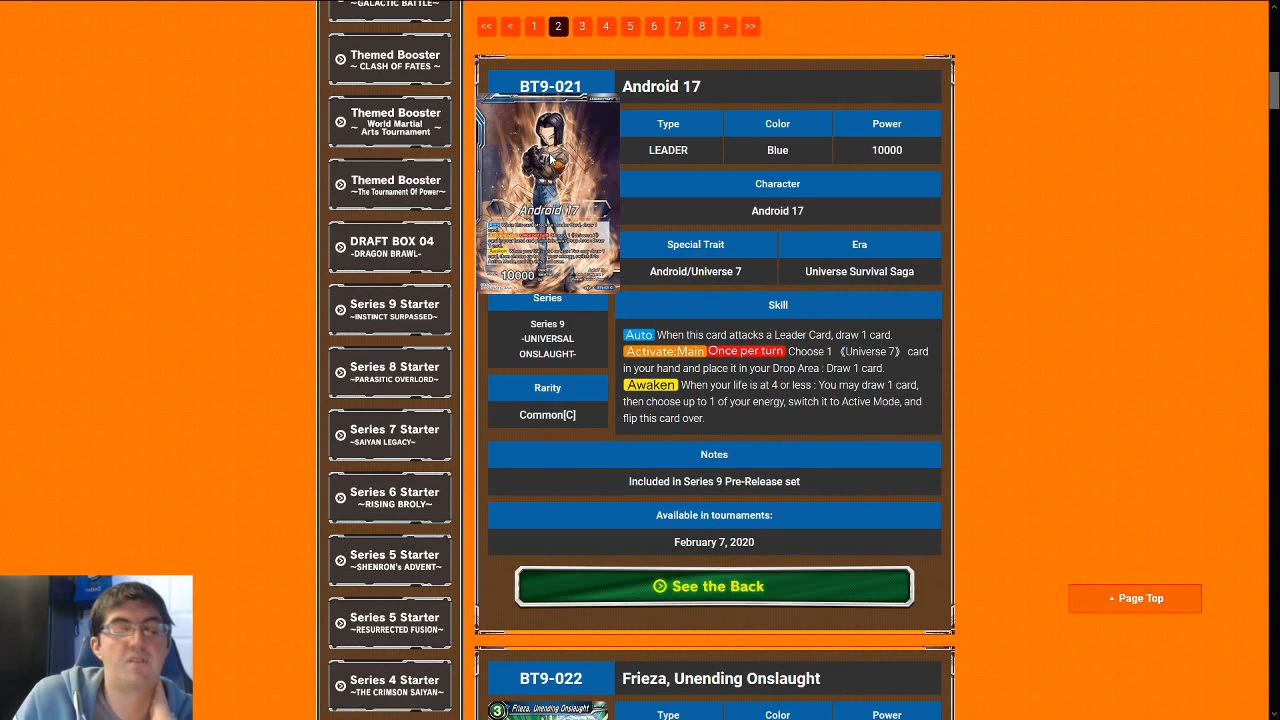 ~GALACTIC BATTLE~
Themed Booster
~ CLASH OF FATES ~
Themed Booster
~ World Martial
Arts Tournament ~
Themed Booster
~The Tournament Of Power~
DRAFT BOX 04
-DRAGON BRAWL-
Series 9 Starter
~INSTINCT SURPASSED~
Series 8 Starter
~PARASITIC OVERLORD~
Series 7 Starter
~SAIYAN LEGACY~
Series 6 Starter
~RISING BROLY~
Series 5 Starter
~SHENRON's ADVENT~
Series 5 Starter
~RESURRECTED FUSION~
Series 4 Starter
~THE CRIMSON SAIYAN~
<< < 1 2 3 4 5 6 7 8 > >>
BT9-021 Android 17
Type Color Power
LEADER Blue 10000
Character
Android 17
Special Trait Era
Android/Universe 7 Universe Survival Saga
Android 17
10000
Series
Series 9
-UNIVERSAL
ONSLAUGHT-
Rarity
Common[C]
Skill
Auto When this card attacks a Leader Card, draw 1 card.
Activate:Main Once per turn Choose 1 《Universe 7》 card
in your hand and place it in your Drop Area : Draw 1 card.
Awaken When your life is at 4 or less : You may draw 1 card,
then choose up to 1 of your energy, switch it to Active Mode, and
flip this card over.
Notes
Included in Series 9 Pre-Release set
Available in tournaments:
February 7, 2020
See the Back
Page Top
BT9-022 Frieza, Unending Onslaught
3 Frieza, Unending Onslaught
Type Color Power